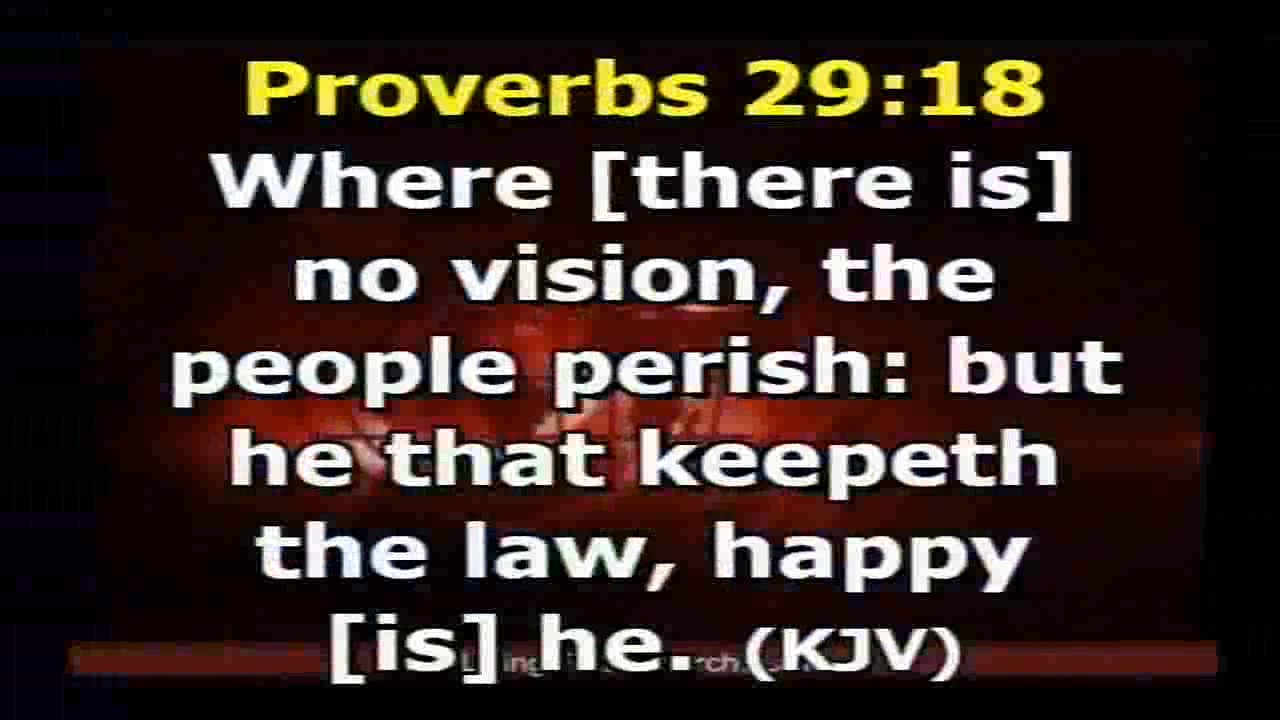 Proverbs 29:18
Where [there is]
no vision, the
people perish: but
he that keepeth
the law, happy
[is] he. (KJV)